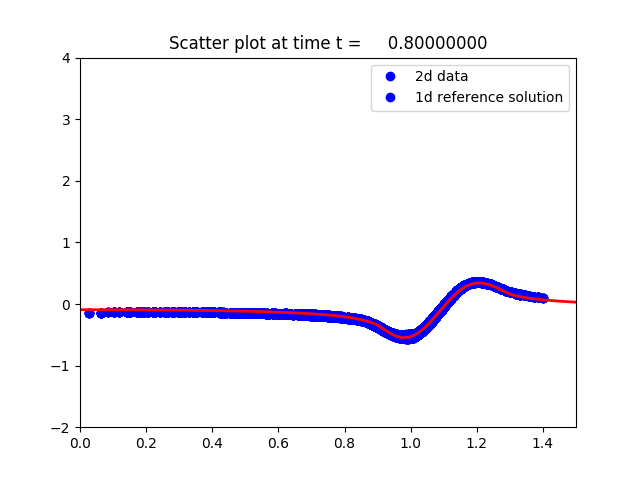 Scatter plot at time t =     0.80000000
2d data
1d reference solution
4
3
2
1
0
−1
−2
0.0 0.2 0.4 0.6 0.8 1.0 1.2 1.4